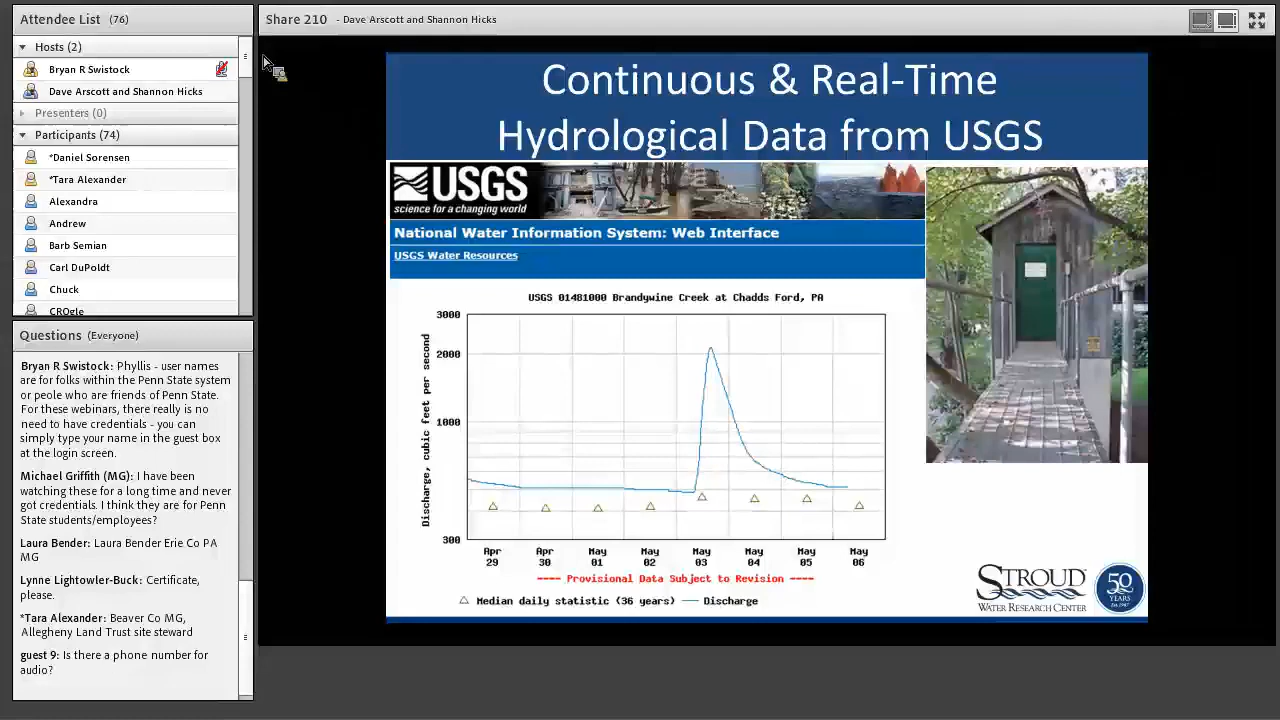 Attendee List (76)
Hosts (2)
Bryan R Swistock
Dave Arscott and Shannon Hicks
Presenters (0)
Participants (74)
*Daniel Sorensen
*Tara Alexander
Alexandra
Andrew
Barb Semian
Carl DuPoldt
Chuck
CROgle
Questions (Everyone)
Bryan R Swistock: Phyllis - user names
are for folks within the Penn State system
or peole who are friends of Penn State.
For these webinars, there really is no
need to have credentials - you can
simply type your name in the guest box
at the login screen.
Michael Griffith (MG): I have been
watching these for a long time and never
got credentials. I think they are for Penn
State students/employees?
Laura Bender: Laura Bender Erie Co PA
MG
Lynne Lightowler-Buck: Certificate,
please.
*Tara Alexander: Beaver Co MG,
Allegheny Land Trust site steward
guest 9: Is there a phone number for
audio?
Share 210 - Dave Arscott and Shannon Hicks
Continuous & Real-Time
Hydrological Data from USGS
USGS
science for a changing world
National Water Information System: Web Interface
USGS Water Resources
USGS 01481000 Brandywine Creek at Chadds Ford, PA
Discharge, cubic feet per second
3000
2000
1000
300
Apr Apr May May May May May May
29 30 01 02 03 04 05 06
---- Provisional Data Subject to Revision ----
△ Median daily statistic (36 years) — Discharge
STROUD
WATER RESEARCH CENTER
50
YEARS
Est. 1967